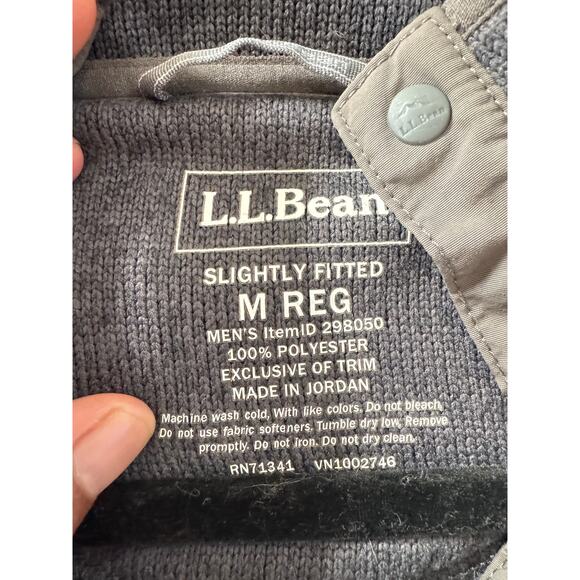 L.L.Bean
L.L.Bean
SLIGHTLY FITTED
M REG
MEN'S ItemID 298050
100% POLYESTER
EXCLUSIVE OF TRIM
MADE IN JORDAN
Machine wash cold, With like colors. Do not bleach.
Do not use fabric softeners. Tumble dry low, Remove
promptly. Do not iron. Do not dry clean.
RN71341 VN1002746